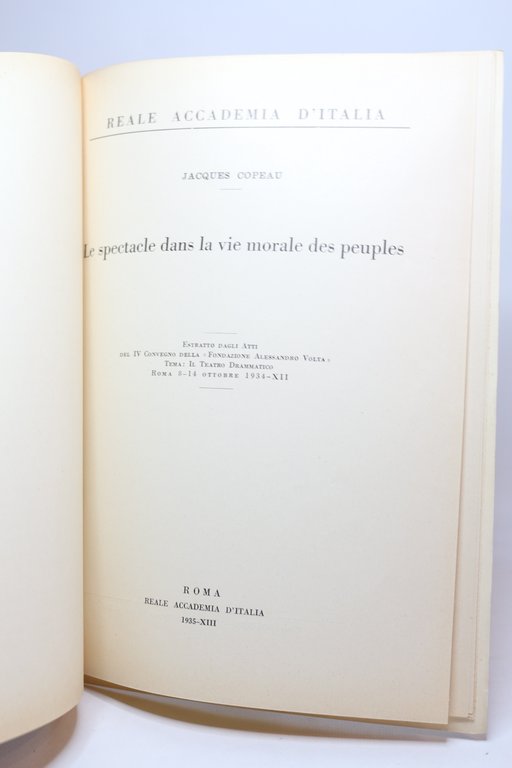 REALE ACCADEMIA D'ITALIA
JACQUES COPEAU
Le spectacle dans la vie morale des peuples
ESTRATTO DAGLI ATTI
DEL IV CONVEGNO DELLA «FONDAZIONE ALESSANDRO VOLTA»
TEMA: IL TEATRO DRAMMATICO
ROMA 8-14 OTTOBRE 1934-XII
ROMA
REALE ACCADEMIA D'ITALIA
1935-XIII